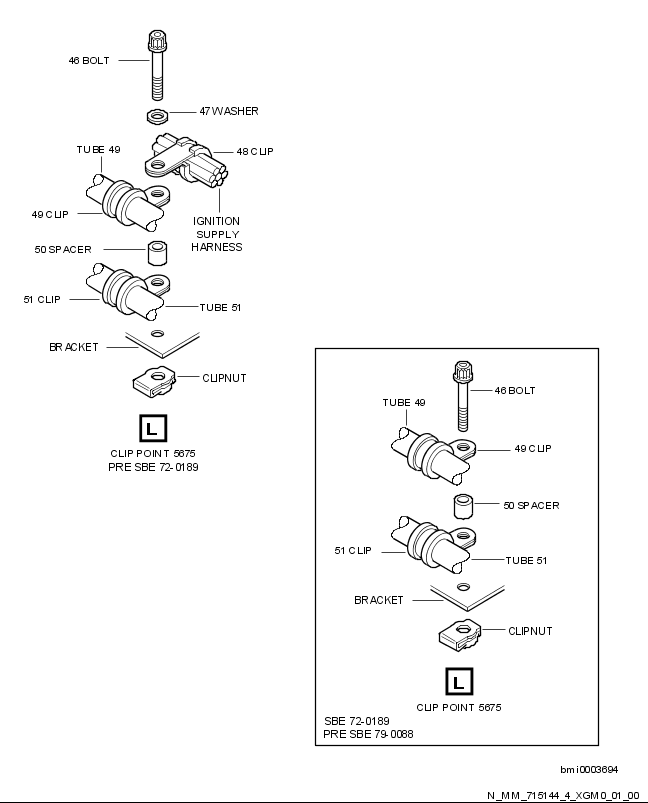 46 BOLT
47 WASHER
TUBE 49
48 CLIP
49 CLIP
IGNITION
SUPPLY
HARNESS
50 SPACER
51 CLIP
TUBE 51
BRACKET
CLIPNUT
L
CLIP POINT 5675
PRE SBE 72-0189
46 BOLT
TUBE 49
49 CLIP
50 SPACER
51 CLIP
TUBE 51
BRACKET
CLIPNUT
L
CLIP POINT 5675
SBE 72-0189
PRE SBE 79-0088
bmi0003694
N_MM_715144_4_XGM0_01_00